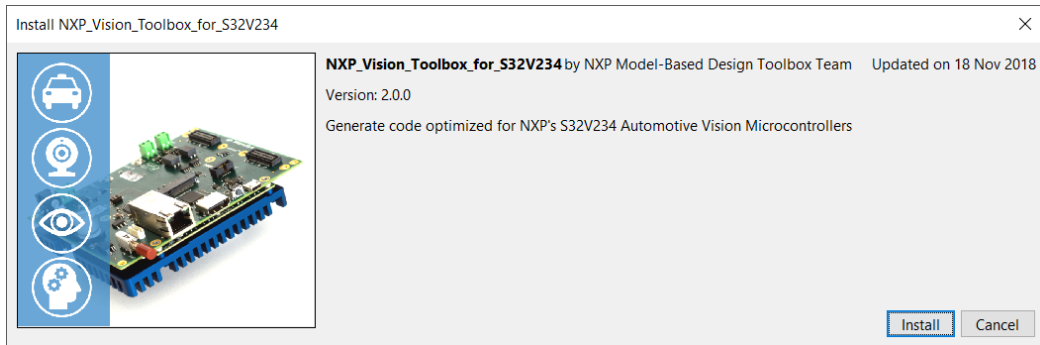 Install NXP_Vision_Toolbox_for_S32V234
NXP_Vision_Toolbox_for_S32V234 by NXP Model-Based Design Toolbox Team Updated on 18 Nov 2018
Version: 2.0.0
Generate code optimized for NXP's S32V234 Automotive Vision Microcontrollers
Install Cancel